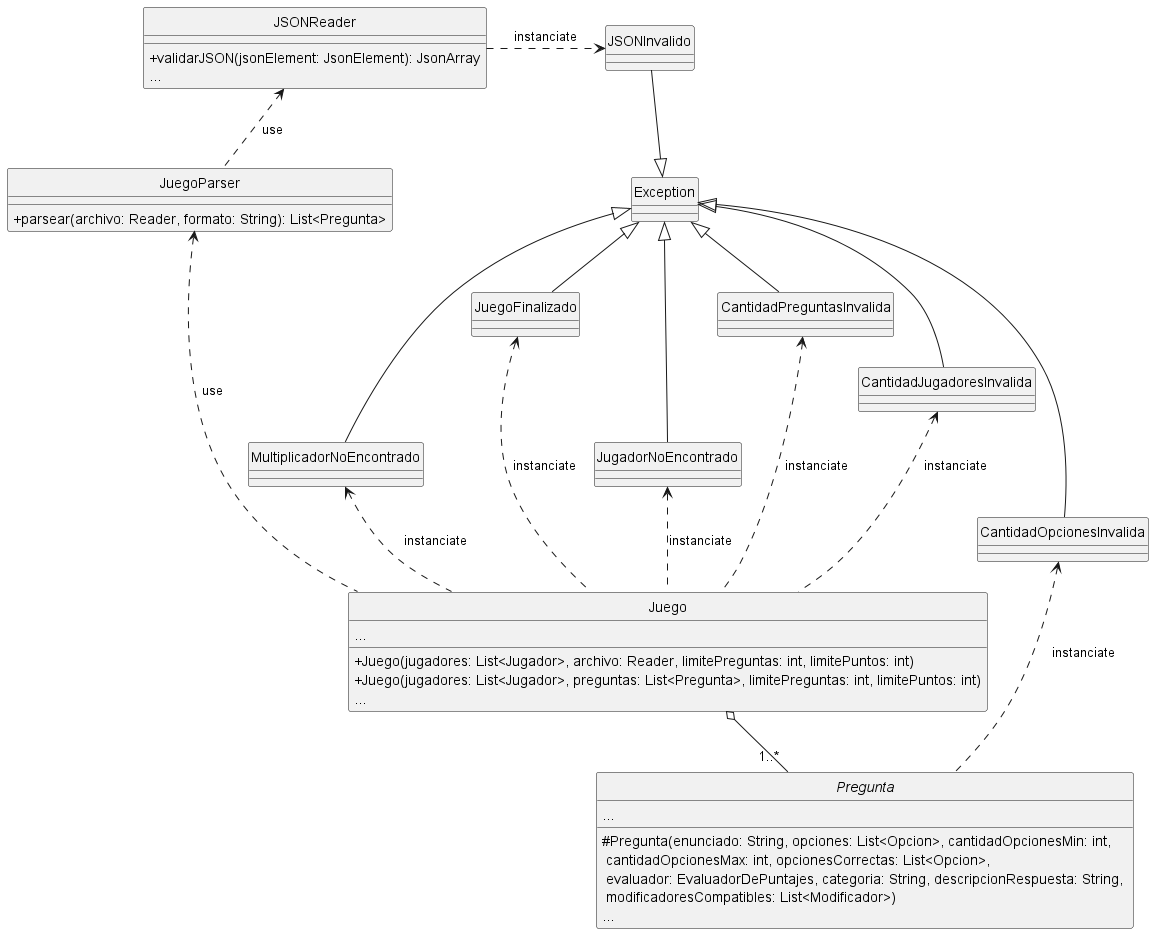 JSONReader
+validarJSON(jsonElement: JsonElement): JsonArray
...
instanciate
JSONInvalido
use
JuegoParser
+parsear(archivo: Reader, formato: String): List<Pregunta>
Exception
JuegoFinalizado
CantidadPreguntasInvalida
CantidadJugadoresInvalida
use
MultiplicadorNoEncontrado
JugadorNoEncontrado
instanciate
instanciate
instanciate
CantidadOpcionesInvalida
instanciate
instanciate
Juego
...
+Juego(jugadores: List<Jugador>, archivo: Reader, limitePreguntas: int, limitePuntos: int)
+Juego(jugadores: List<Jugador>, preguntas: List<Pregunta>, limitePreguntas: int, limitePuntos: int)
...
instanciate
1..*
Pregunta
...
#Pregunta(enunciado: String, opciones: List<Opcion>, cantidadOpcionesMin: int,
cantidadOpcionesMax: int, opcionesCorrectas: List<Opcion>,
evaluador: EvaluadorDePuntajes, categoria: String, descripcionRespuesta: String,
modificadoresCompatibles: List<Modificador>)
...